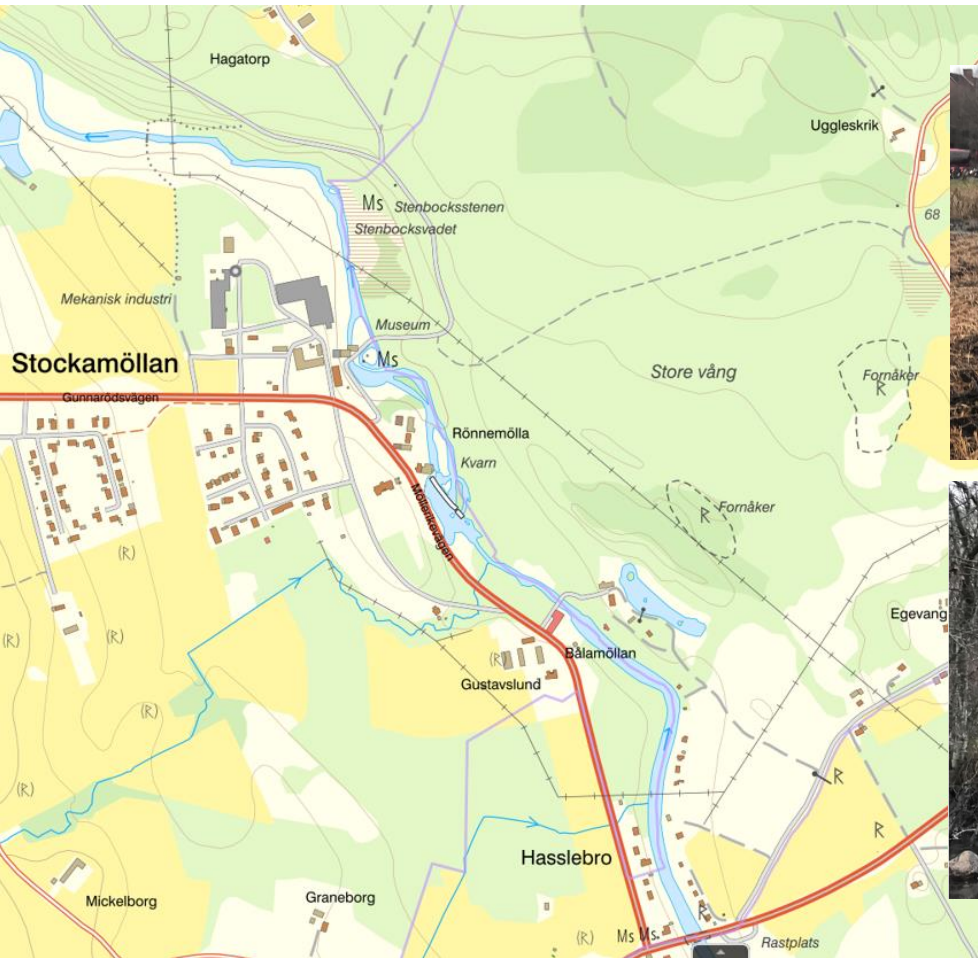 Hagatorp
Uggleskrik
Ms
Stenbocksstenen
Stenbocksvadet
68
Mekanisk industri
Museum
Ms
Stockamöllan
Store vång
Fornåker
R
Gunnarödsvägen
Rönnemölla
Kvarn
Möllerikevägen
Fornåker
R
(R)
(R)
(R)
Egevang
Bålamöllan
(R)
Gustavslund
(R)
(R)
R
R
Hasslebro
Mickelborg
Graneborg
R
(R)
Ms
Ms
Rastplats